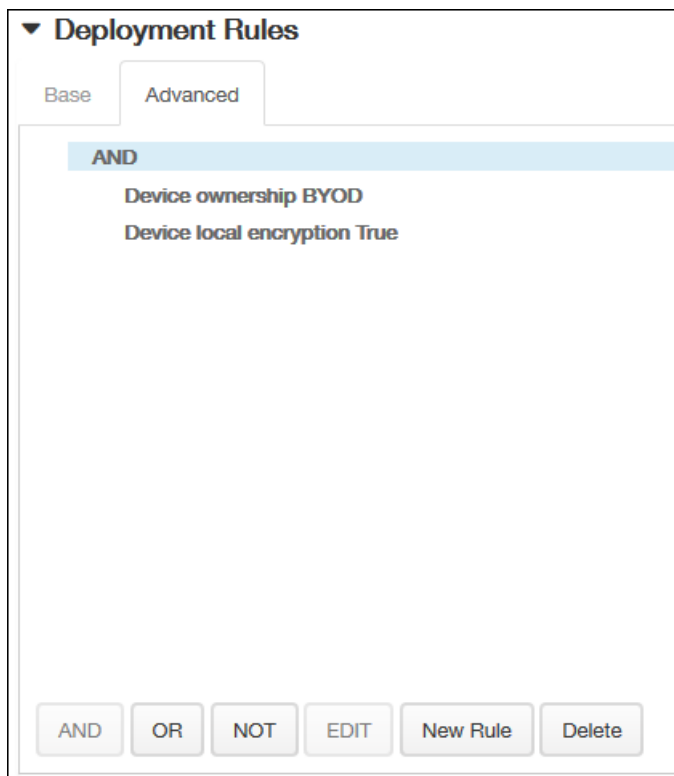 Deployment Rules
Base Advanced
AND
Device ownership BYOD
Device local encryption True
AND OR NOT EDIT New Rule Delete